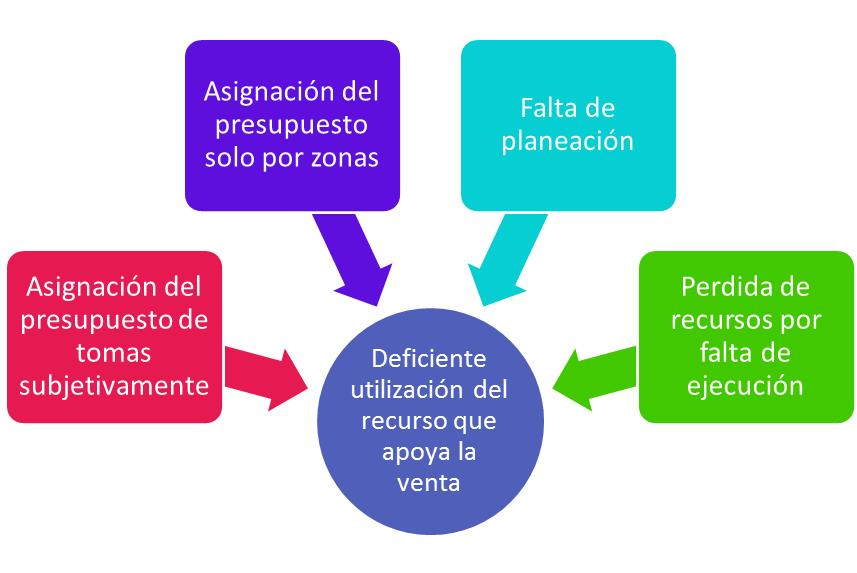 Asignación del
presupuesto de
tomas
subjetivamente
Asignación del
presupuesto
solo por zonas
Falta de
planeación
Perdida de
recursos por
falta de
ejecución
Deficiente
utilización del
recurso que
apoya la
venta